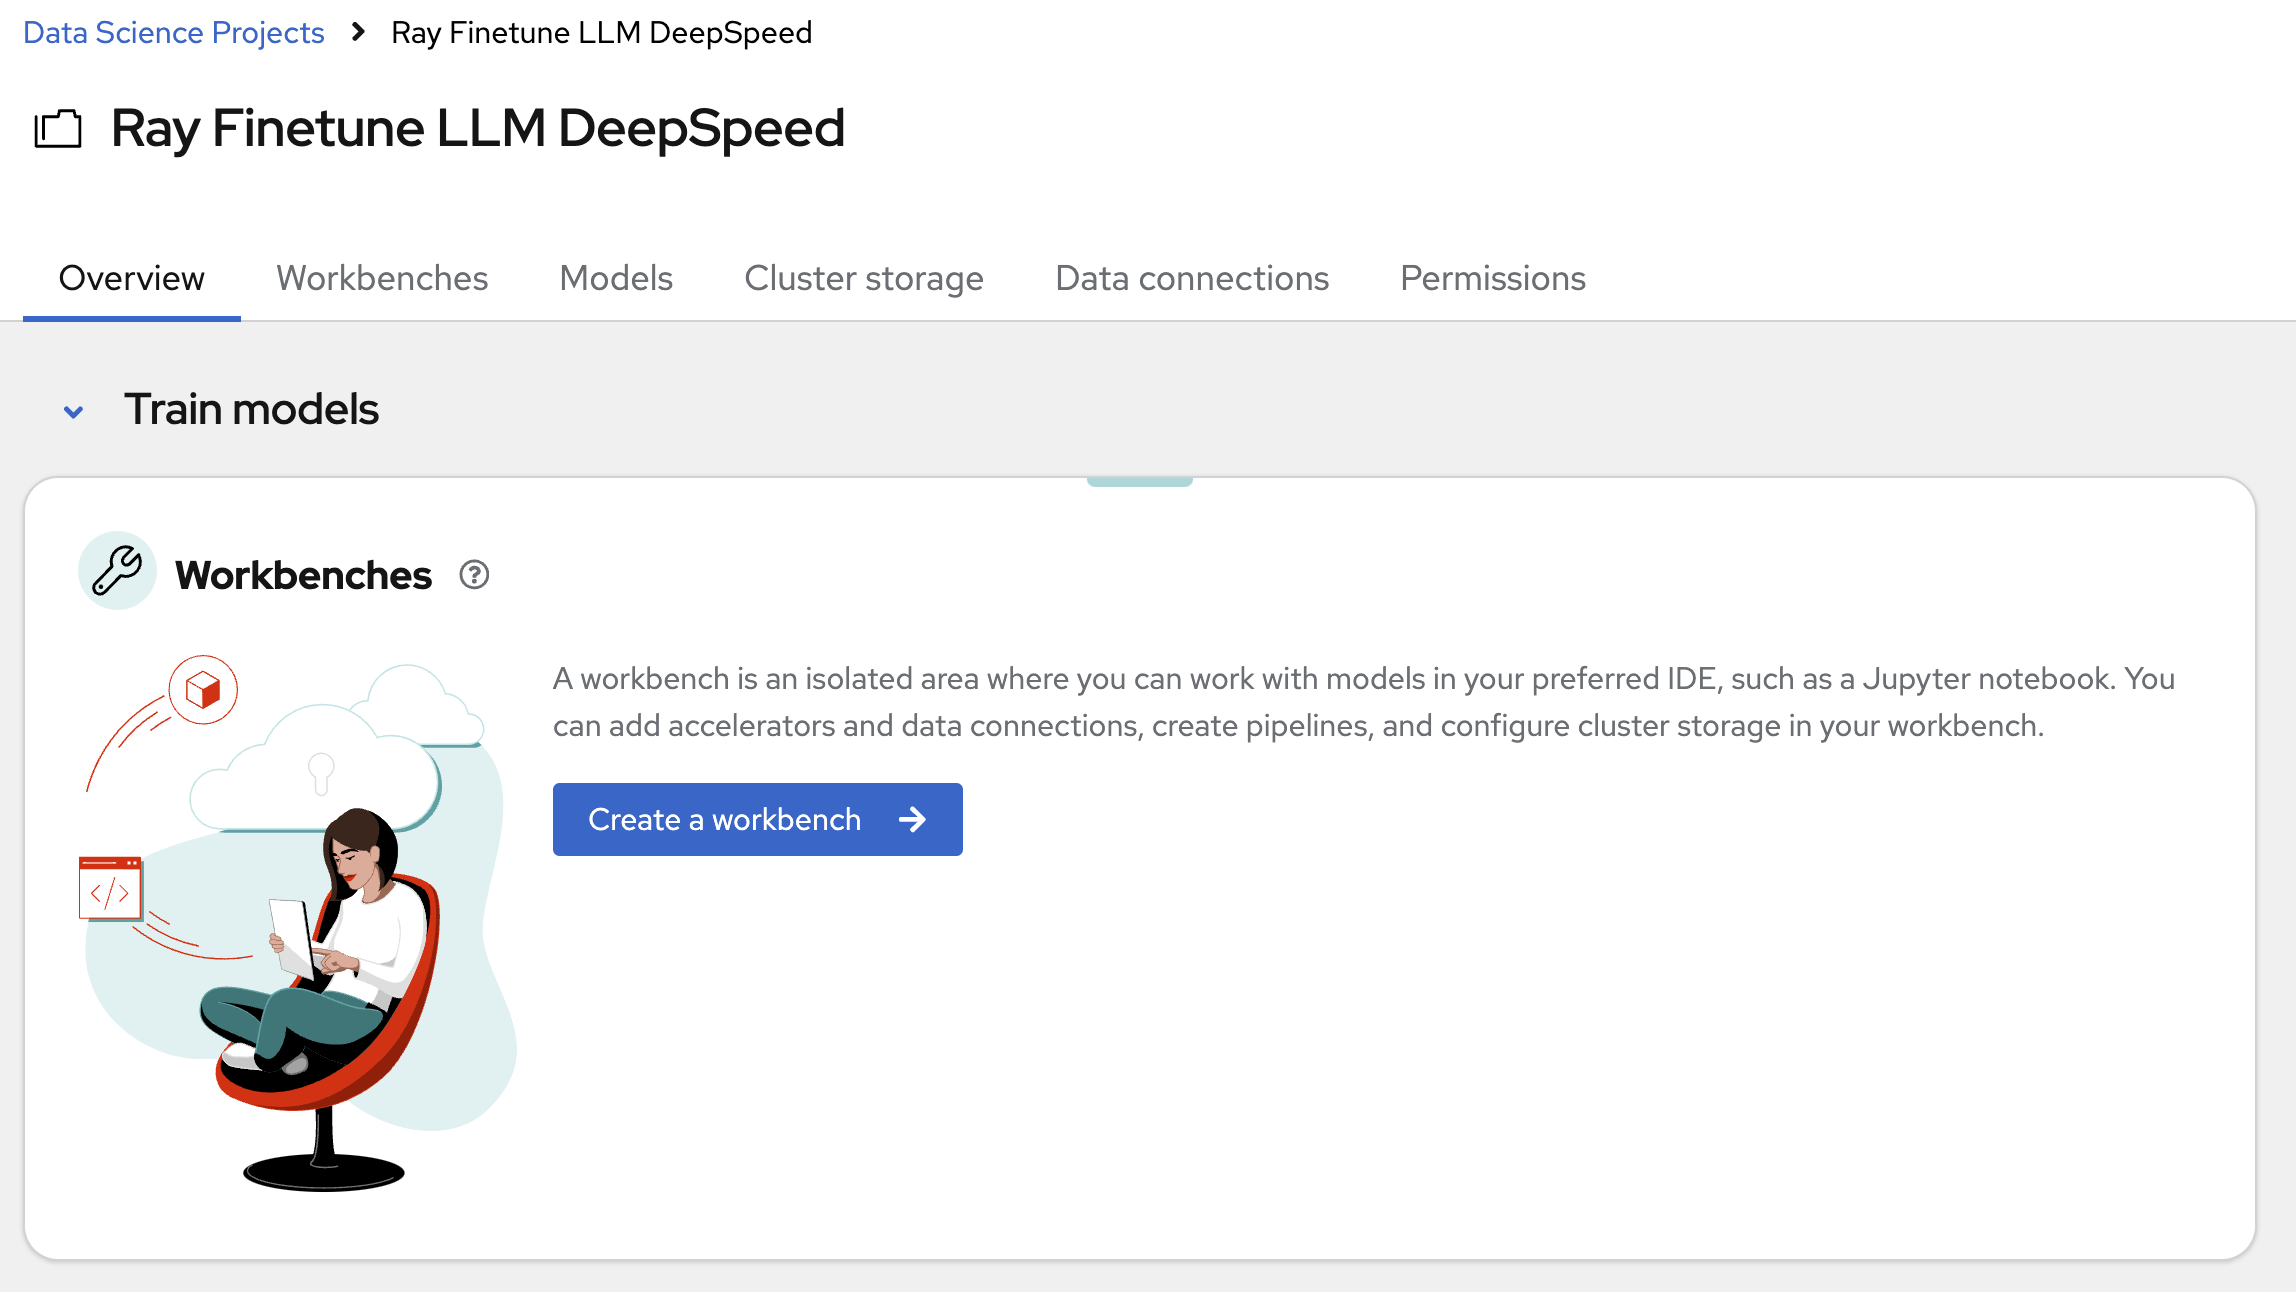 Data Science Projects > Ray Finetune LLM DeepSpeed
Ray Finetune LLM DeepSpeed
Overview Workbenches Models Cluster storage Data connections Permissions
Train models
Workbenches ?
A workbench is an isolated area where you can work with models in your preferred IDE, such as a Jupyter notebook. You
can add accelerators and data connections, create pipelines, and configure cluster storage in your workbench.
Create a workbench →
</>